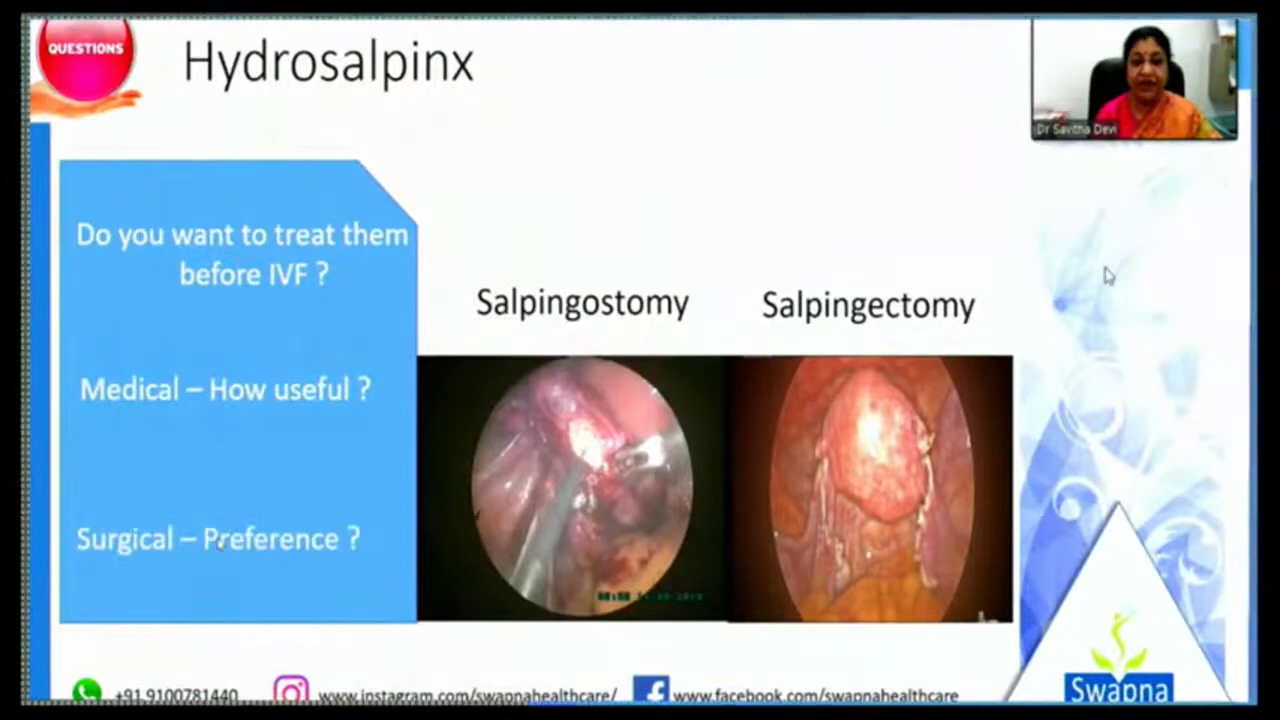 QUESTIONS
Hydrosalpinx
Dr Savitha Devi
Do you want to treat them
before IVF ?
Medical – How useful ?
Surgical – Preference ?
Salpingostomy
Salpingectomy
+91 9100781440
www.instagram.com/swapnahealthcare/
www.facebook.com/swapnahealthcare
Swapna